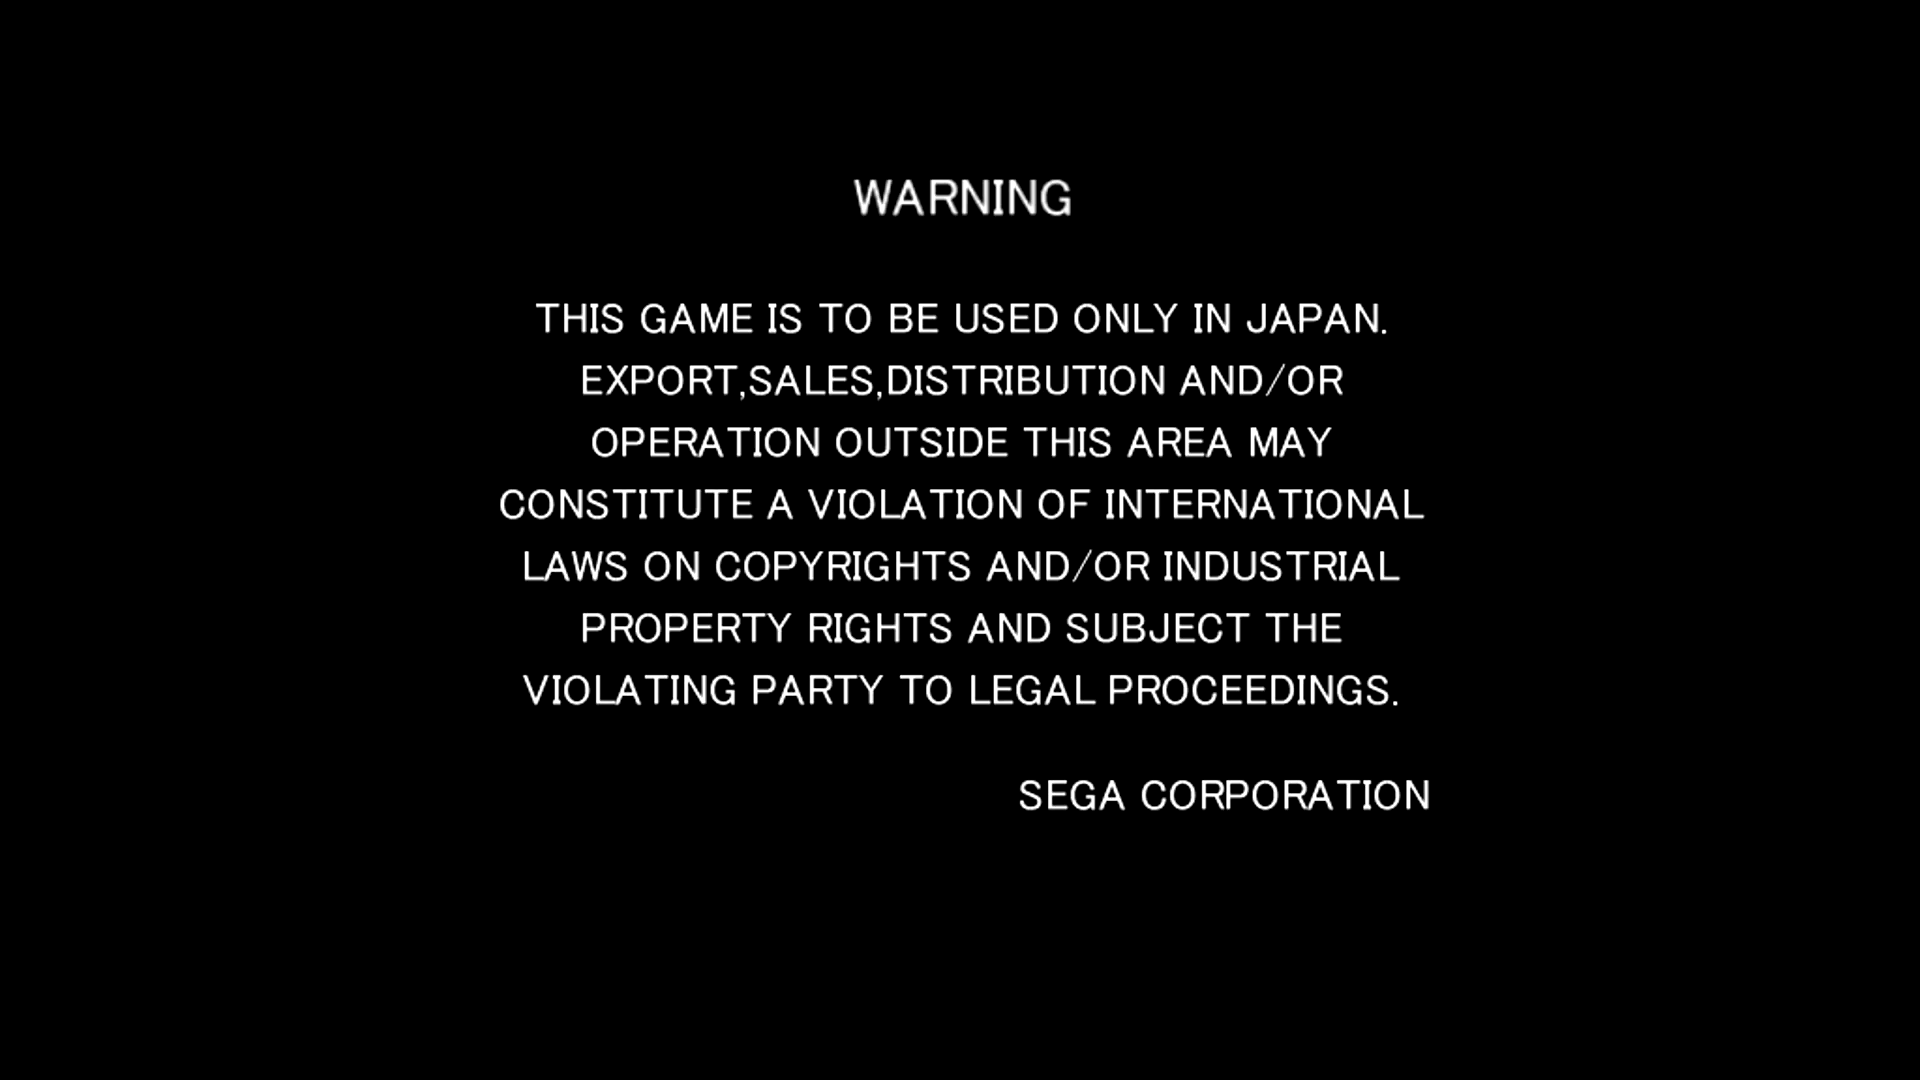 WARNING
THIS GAME IS TO BE USED ONLY IN JAPAN.
EXPORT,SALES,DISTRIBUTION AND/OR
OPERATION OUTSIDE THIS AREA MAY
CONSTITUTE A VIOLATION OF INTERNATIONAL
LAWS ON COPYRIGHTS AND/OR INDUSTRIAL
PROPERTY RIGHTS AND SUBJECT THE
VIOLATING PARTY TO LEGAL PROCEEDINGS.
SEGA CORPORATION